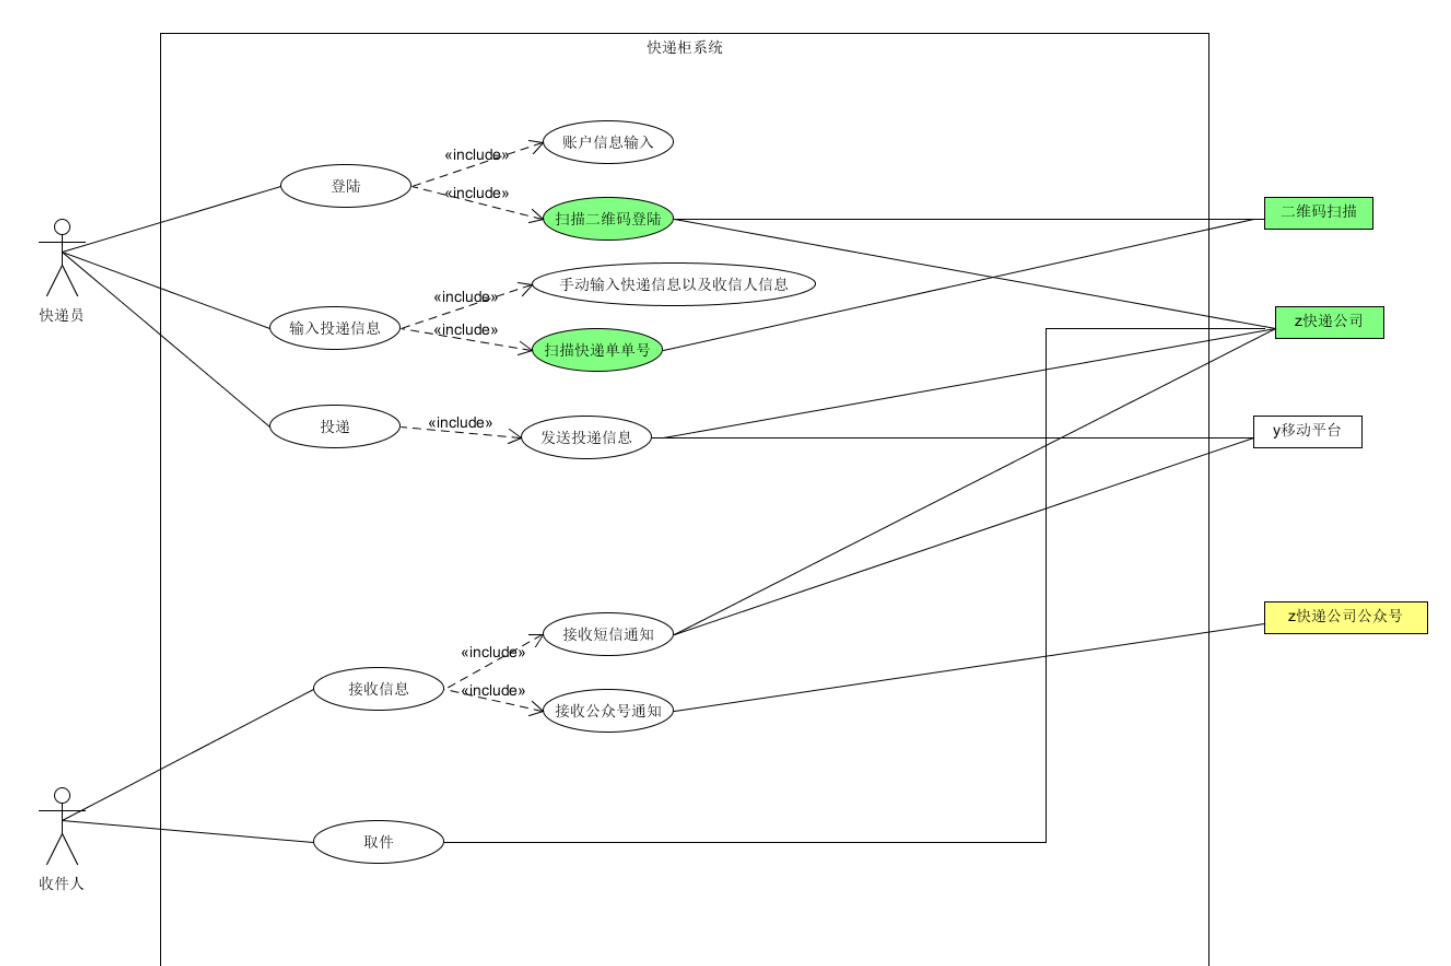 快递柜系统
账户信息输入
«include»
登陆
«include»
扫描二维码登陆
二维码扫描
手动输入快递信息以及收信人信息
«include»
快递员
输入投递信息
«include»
扫描快递单单号
z快递公司
投递
«include»
发送投递信息
y移动平台
接收短信通知
z快递公司公众号
«include»
接收信息
«include»
接收公众号通知
取件
收件人